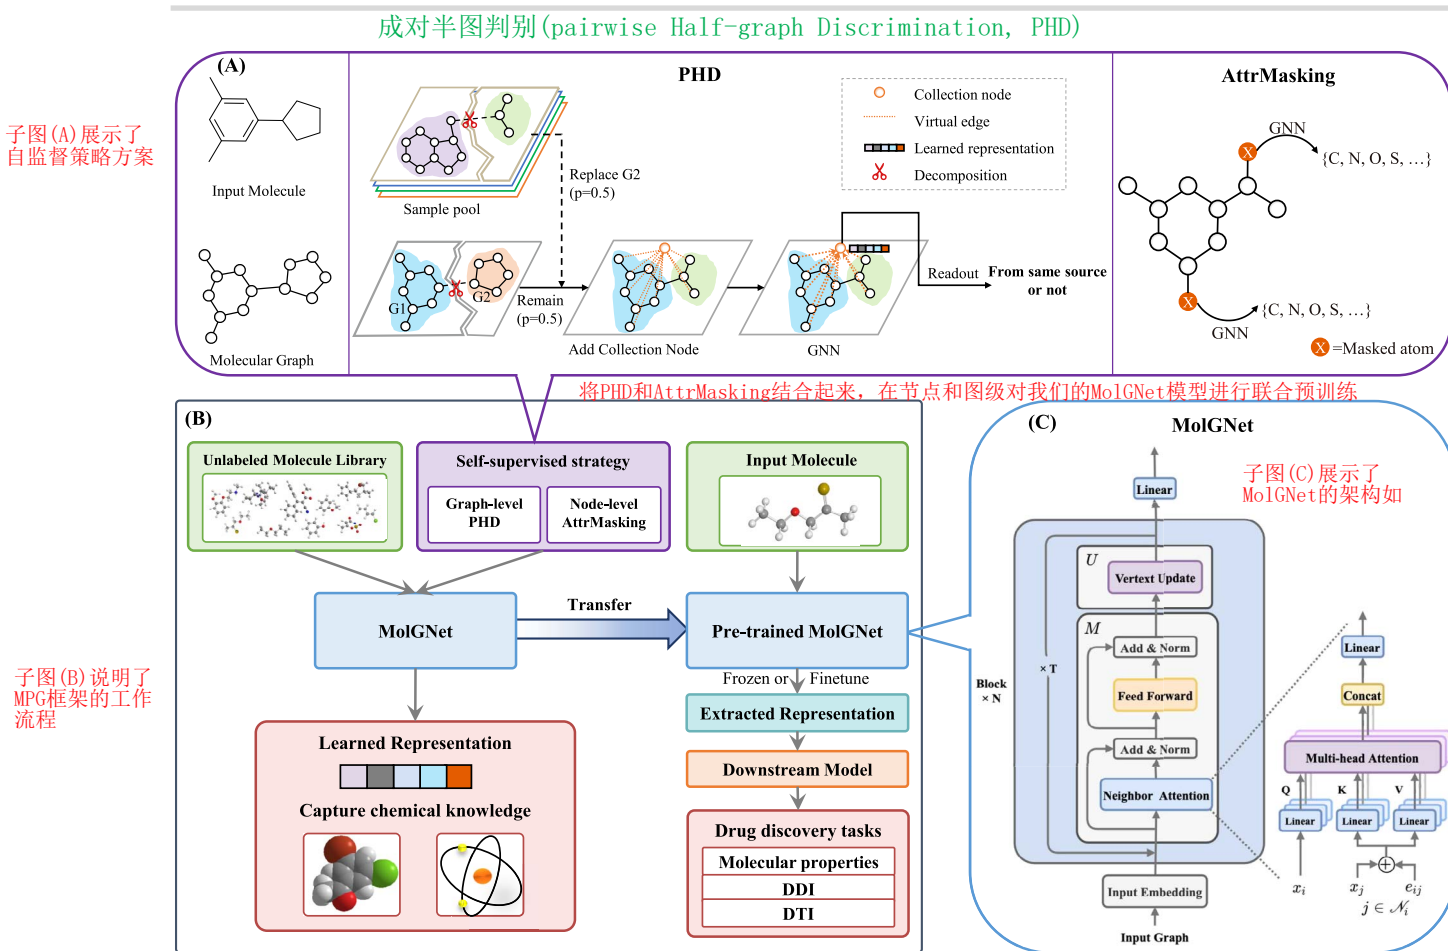 成对半图判别(pairwise Half-graph Discrimination, PHD)
子图(A)展示了
自监督策略方案
(A)
Input Molecule
Molecular Graph
PHD
Sample pool
Replace G2
(p=0.5)
G1
G2
Remain
(p=0.5)
Add Collection Node
GNN
Collection node
Virtual edge
Learned representation
Decomposition
Readout
From same source
or not
AttrMasking
X
GNN
{C, N, O, S, ...}
X
GNN
{C, N, O, S, ...}
X=Masked atom
将PHD和AttrMasking结合起来，在节点和图级对我们的MolGNet模型进行联合预训练
子图(B)说明了
MPG框架的工作
流程
(B)
Unlabeled Molecule Library
Self-supervised strategy
Graph-level
PHD
Node-level
AttrMasking
Input Molecule
MolGNet
Transfer
Pre-trained MolGNet
Frozen or Finetune
Extracted Representation
Downstream Model
Drug discovery tasks
Molecular properties
DDI
DTI
Learned Representation
Capture chemical knowledge
(C)
MolGNet
子图(C)展示了
MolGNet的架构如
Linear
U
Vertext Update
M
Add & Norm
Feed Forward
Add & Norm
Neighbor Attention
× T
Block
× N
Input Embedding
Input Graph
Linear
Concat
Multi-head Attention
Q K V
Linear Linear Linear
+
xᵢ xⱼ eᵢⱼ
j ∈ 𝒩ᵢ